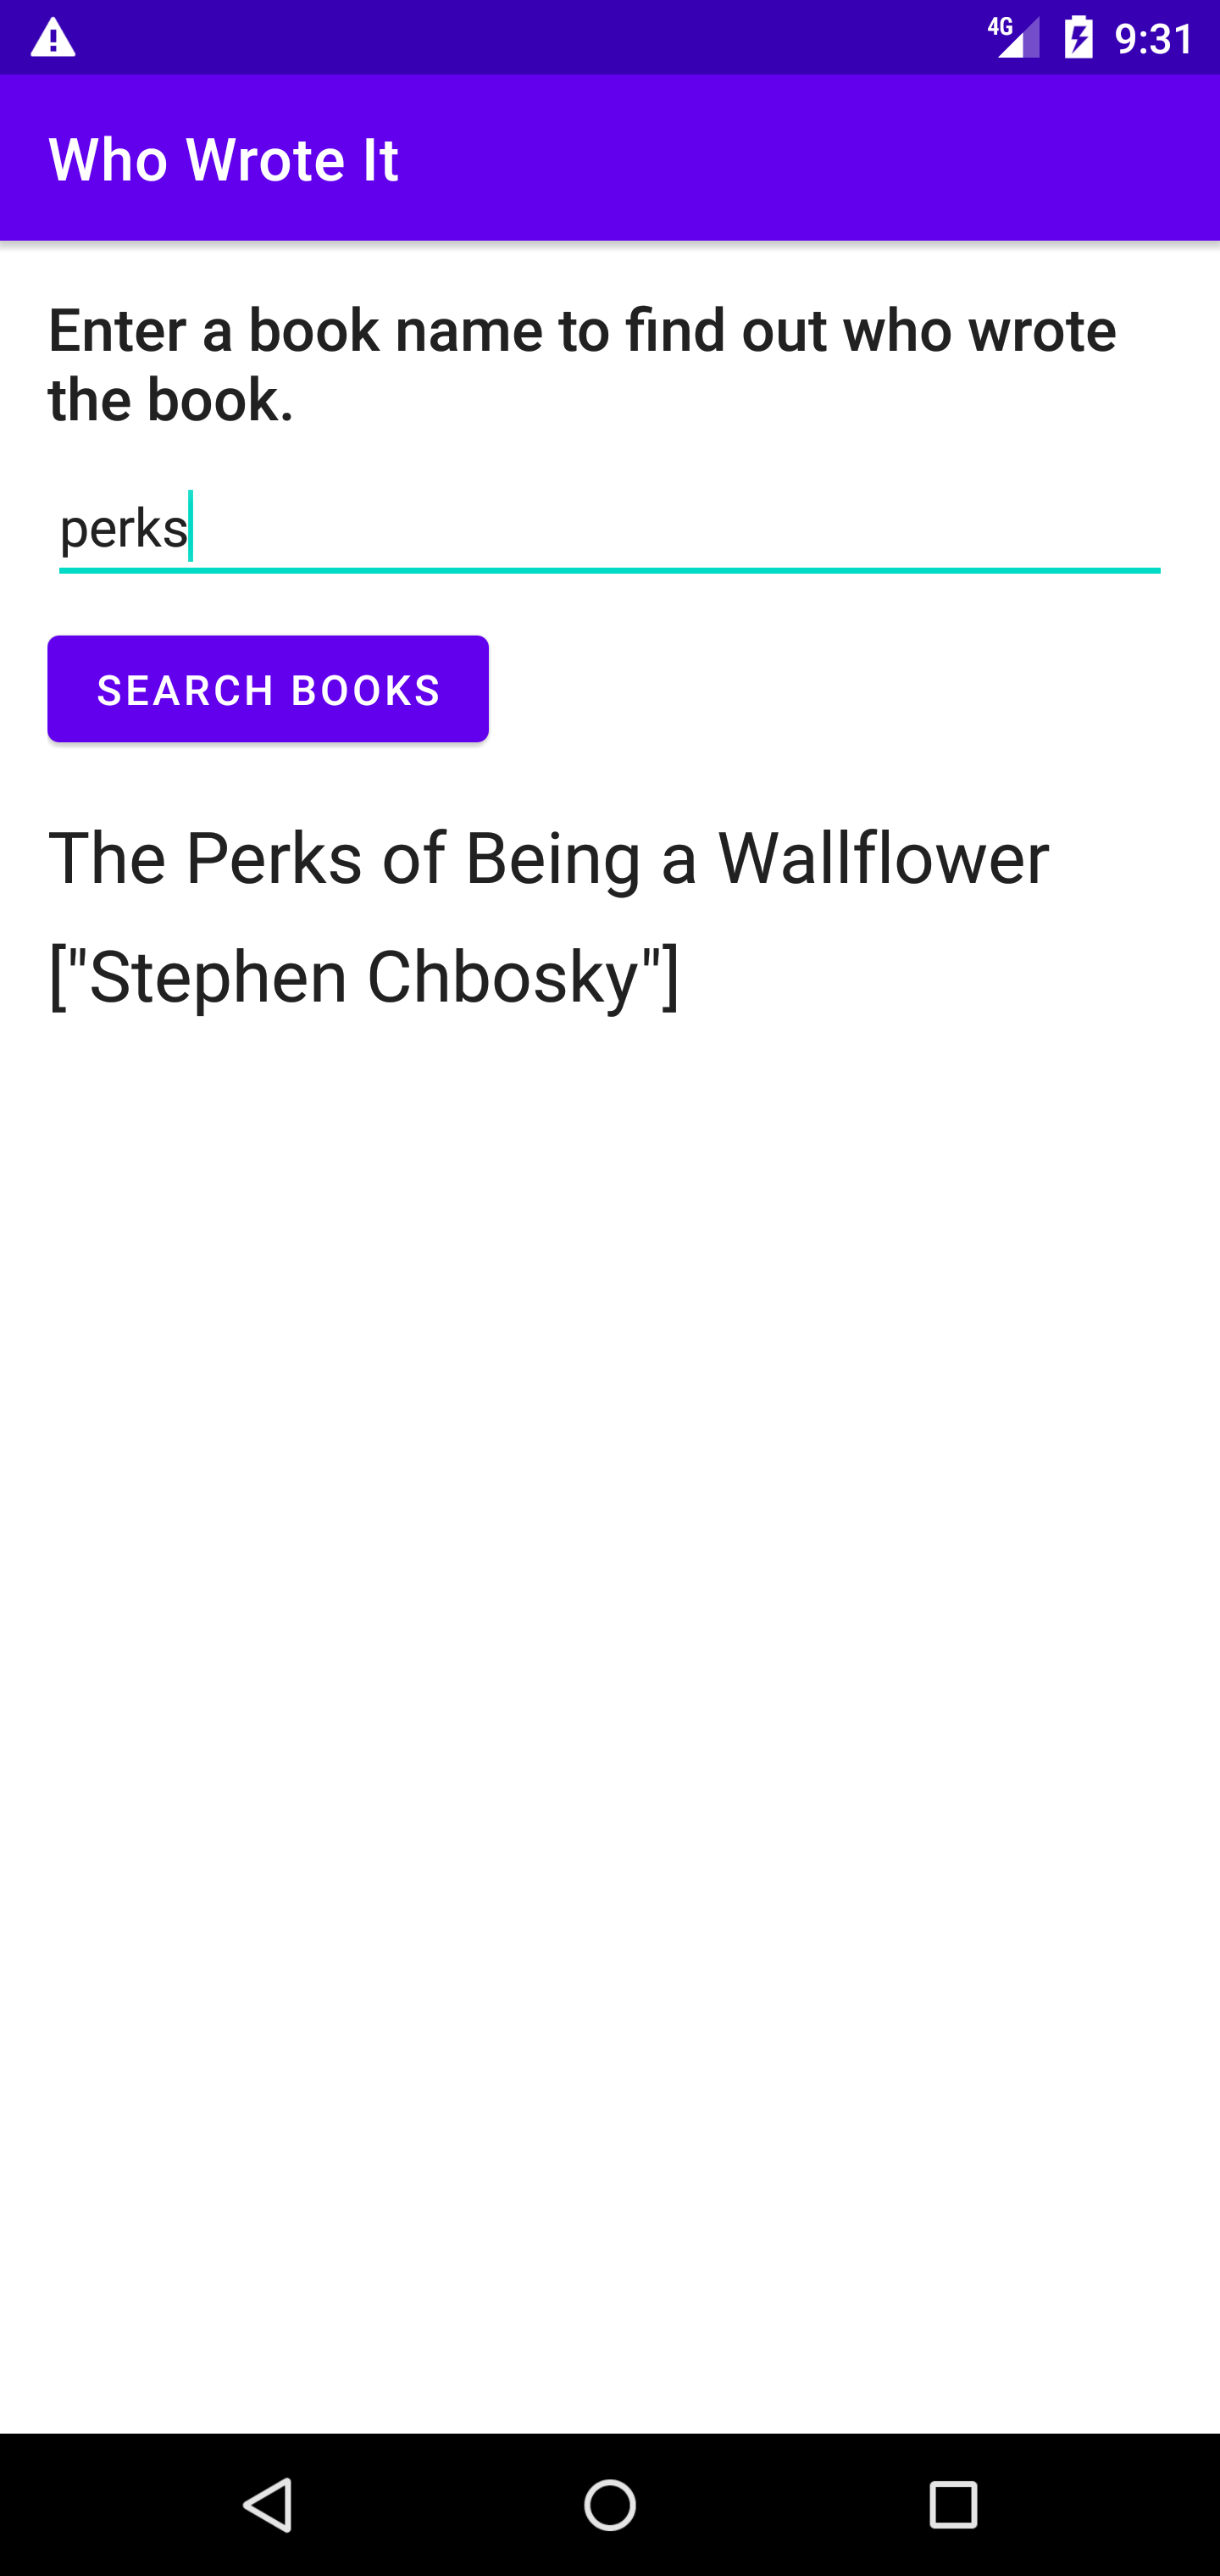 4G 9:31
Who Wrote It
Enter a book name to find out who wrote
the book.
perks
SEARCH BOOKS
The Perks of Being a Wallflower
["Stephen Chbosky"]